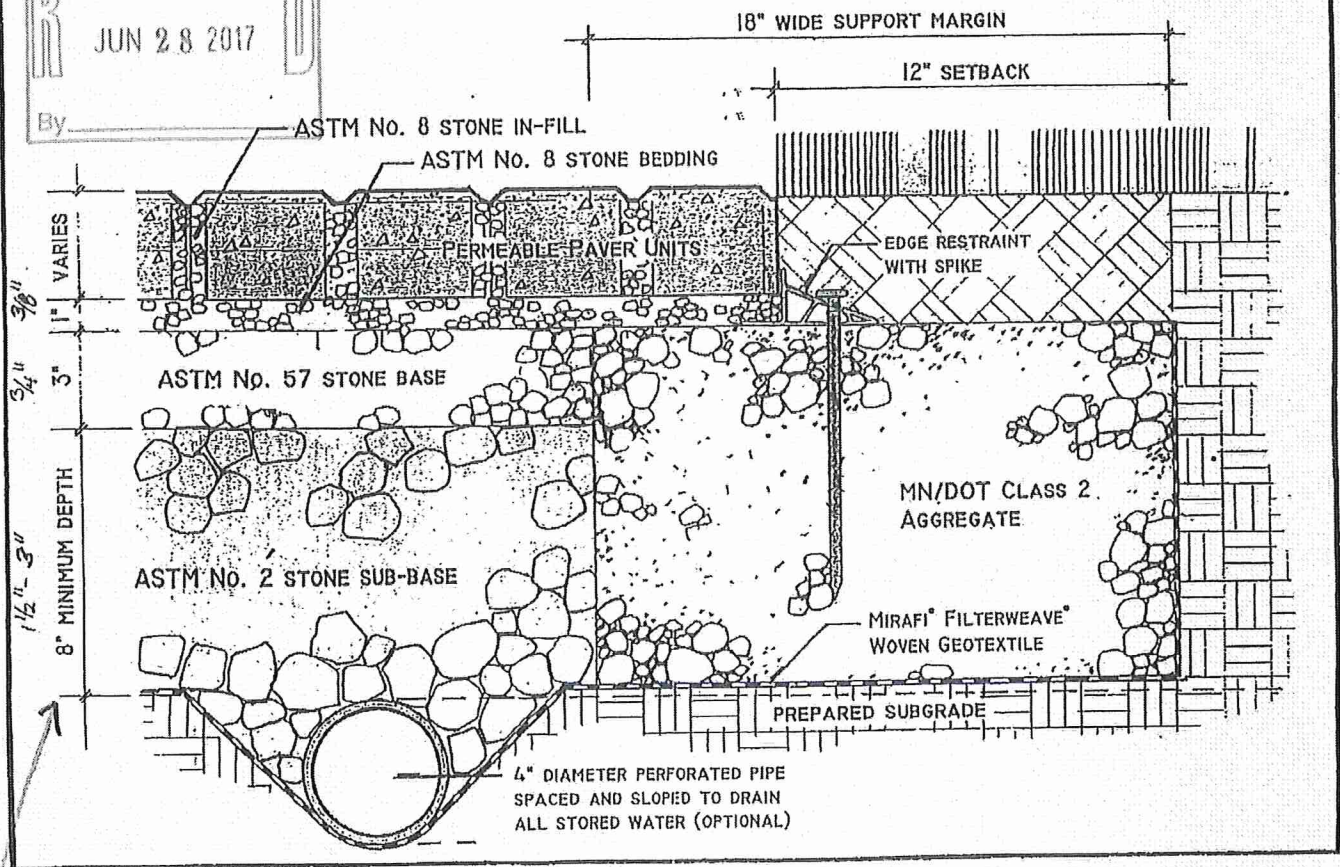 R JUN 28 2017 D
By
18" WIDE SUPPORT MARGIN
12" SETBACK
ASTM No. 8 STONE IN-FILL
ASTM No. 8 STONE BEDDING
VARIES
PERMEABLE PAVER UNITS
EDGE RESTRAINT
WITH SPIKE
3/8"
1"
3/4"
3"
ASTM No. 57 STONE BASE
MN/DOT CLASS 2
AGGREGATE
1 1/2" - 3"
8" MINIMUM DEPTH
ASTM No. 2 STONE SUB-BASE
MIRAFI® FILTERWEAVE®
WOVEN GEOTEXTILE
PREPARED SUBGRADE
4" DIAMETER PERFORATED PIPE
SPACED AND SLOPED TO DRAIN
ALL STORED WATER (OPTIONAL)